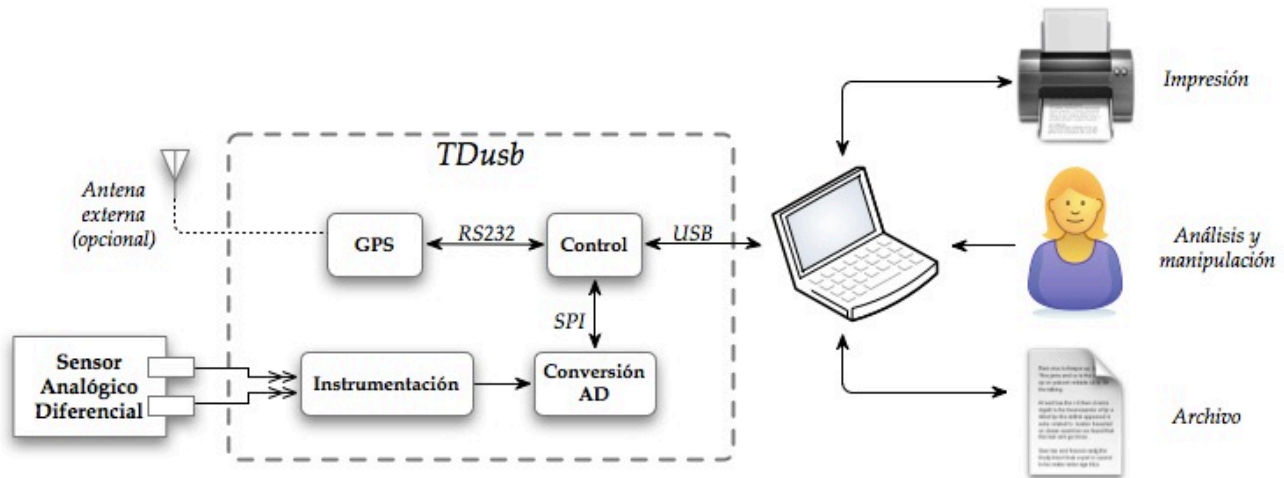 Impresión
TDusb
Antena
externa
(opcional)
GPS
RS232
Control
USB
Análisis y
manipulación
SPI
Sensor
Analógico
Diferencial
Instrumentación
Conversión
AD
Archivo